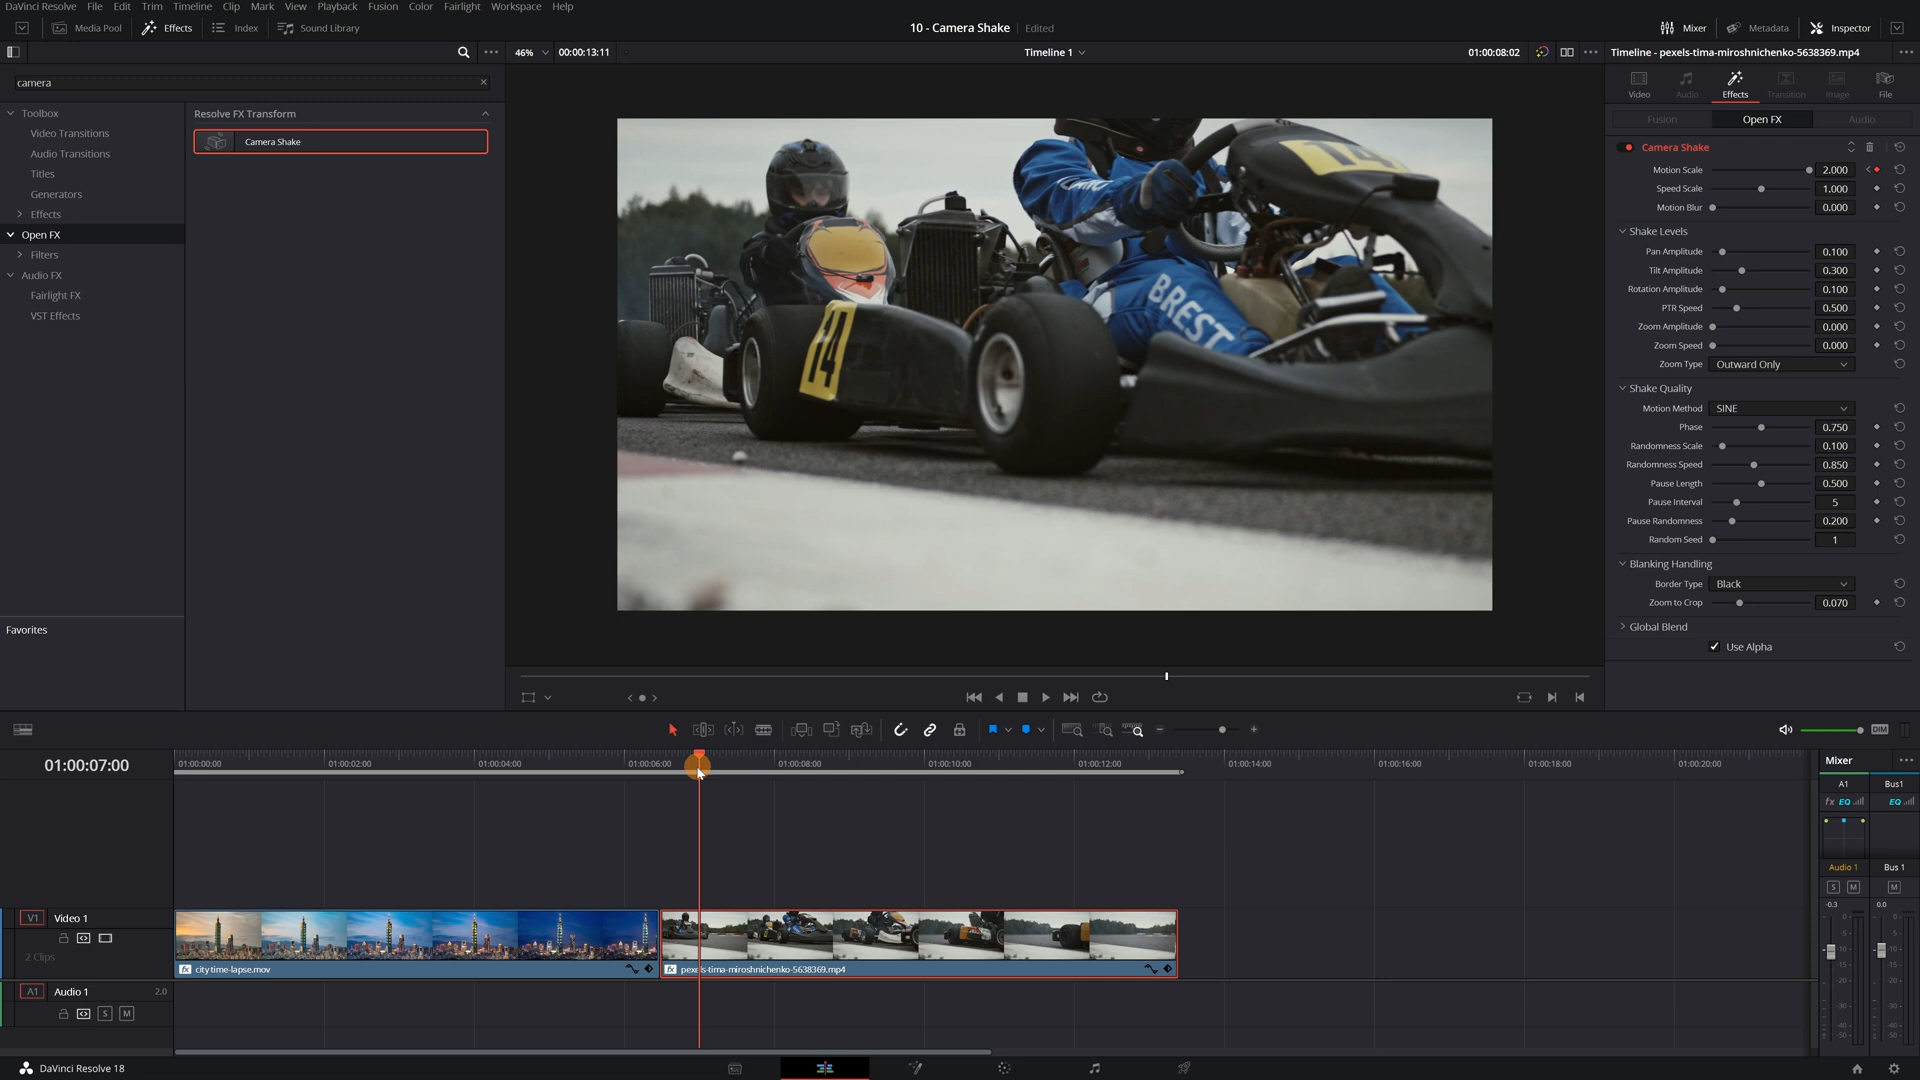 DaVinci Resolve File Edit Trim Timeline Clip Mark View Playback Fusion Color Fairlight Workspace Help
Media Pool Effects Index Sound Library 10 - Camera Shake Edited Mixer Metadata Inspector
46% 00:00:13:11 Timeline 1 01:00:08:02 Timeline - pexels-tima-miroshnichenko-5638369.mp4
camera
Toolbox
Video Transitions
Audio Transitions
Titles
Generators
Effects
Open FX
Filters
Audio FX
Fairlight FX
VST Effects
Favorites
Resolve FX Transform
Camera Shake
14
BREST
14
Video Audio Effects Transition Image File
Fusion Open FX Audio
Camera Shake
Motion Scale 2.000
Speed Scale 1.000
Motion Blur 0.000
Shake Levels
Pan Amplitude 0.100
Tilt Amplitude 0.300
Rotation Amplitude 0.100
PTR Speed 0.500
Zoom Amplitude 0.000
Zoom Speed 0.000
Zoom Type Outward Only
Shake Quality
Motion Method SINE
Phase 0.750
Randomness Scale 0.100
Randomness Speed 0.850
Pause Length 0.500
Pause Interval 5
Pause Randomness 0.200
Random Seed 1
Blanking Handling
Border Type Black
Zoom to Crop 0.070
Global Blend
Use Alpha
DIM
01:00:07:00
01:00:00:00 01:00:02:00 01:00:04:00 01:00:06:00 01:00:08:00 01:00:10:00 01:00:12:00 01:00:14:00 01:00:16:00 01:00:18:00 01:00:20:00
V1 Video 1
2 Clips
fx city time-lapse.mov
fx pexels-tima-miroshnichenko-5638369.mp4
A1 Audio 1 2.0
S M
Mixer
A1 Bus1
fx EQ EQ
Audio 1 Bus 1
S M M
-0.3 0.0
DaVinci Resolve 18